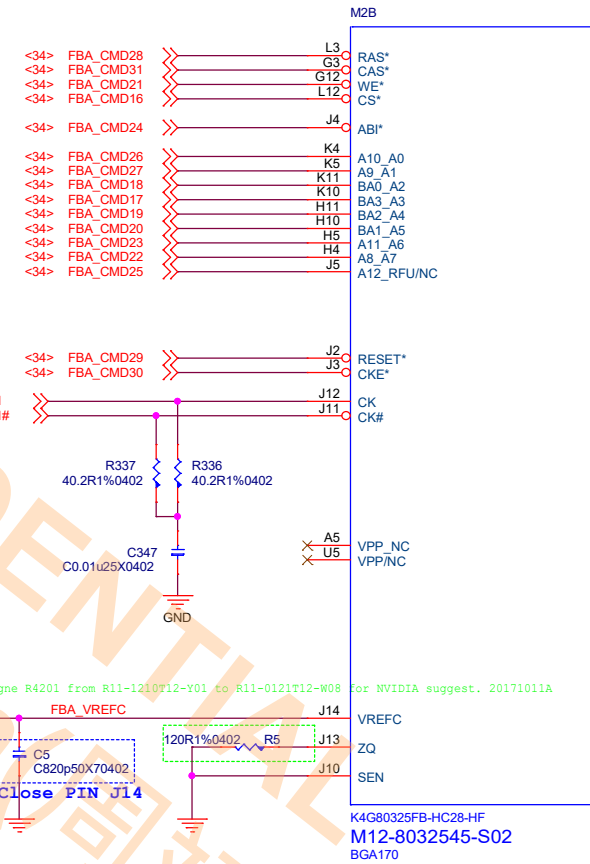 M2B
<34> FBA_CMD28 L3 RAS*
<34> FBA_CMD31 G3 CAS*
<34> FBA_CMD21 G12 WE*
<34> FBA_CMD16 L12 CS*
<34> FBA_CMD24 J4 ABI*
<34> FBA_CMD26 K4 A10_A0
<34> FBA_CMD27 K5 A9_A1
<34> FBA_CMD18 K11 BA0_A2
<34> FBA_CMD17 K10 BA3_A3
<34> FBA_CMD19 H11 BA2_A4
<34> FBA_CMD20 H10 BA1_A5
<34> FBA_CMD23 H5 A11_A6
<34> FBA_CMD22 H4 A8_A7
<34> FBA_CMD25 J5 A12_RFU/NC
<34> FBA_CMD29 J2 RESET*
<34> FBA_CMD30 J3 CKE*
J12 CK
# J11 CK#
R337 R336
40.2R1%0402 40.2R1%0402
C347
C0.01u25X0402
GND
A5 VPP_NC
U5 VPP/NC
gne R4201 from R11-1210T12-Y01 to R11-0121T12-W08 for NVIDIA suggest. 20171011A
FBA_VREFC J14 VREFC
120R1%0402 R5 J13 ZQ
C5
C820p50X70402
J10 SEN
Close PIN J14
K4G80325FB-HC28-HF
M12-8032545-S02
BGA170
DENTIAL